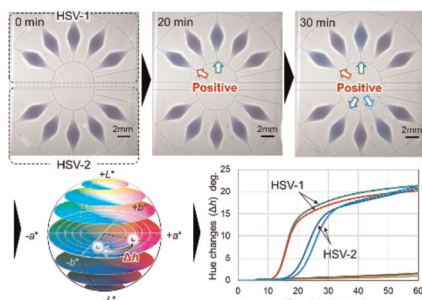 HSV-1
0 min
20 min
30 min
Positive
Positive
2mm
2mm
2mm
HSV-2
+L*
+b*
-a*
+a*
-b*
Δh
-L*
Hue changes (Δh) deg.
25
20
15
10
5
0
HSV-1
HSV-2
0 10 20 30 40 50 60